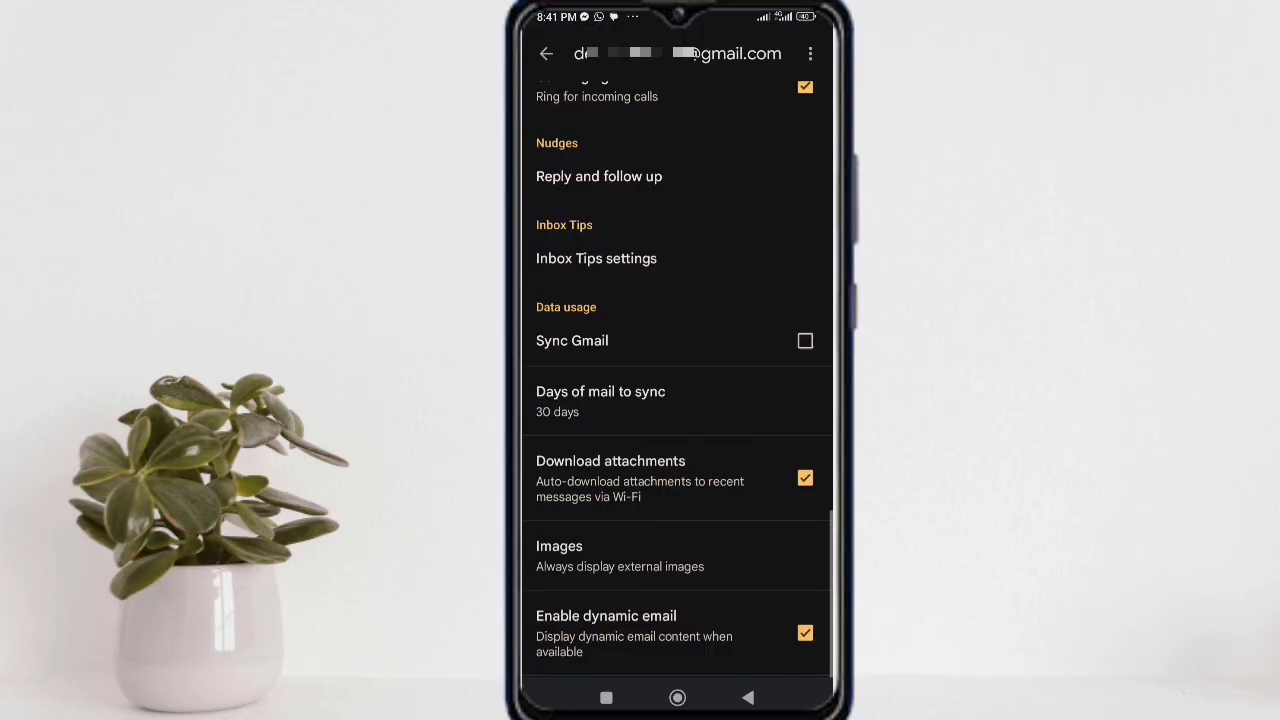 8:41 PM ... 4G 40
@gmail.com
Ring for incoming calls
Nudges
Reply and follow up
Inbox Tips
Inbox Tips settings
Data usage
Sync Gmail
Days of mail to sync
30 days
Download attachments
Auto-download attachments to recent
messages via Wi-Fi
Images
Always display external images
Enable dynamic email
Display dynamic email content when
available